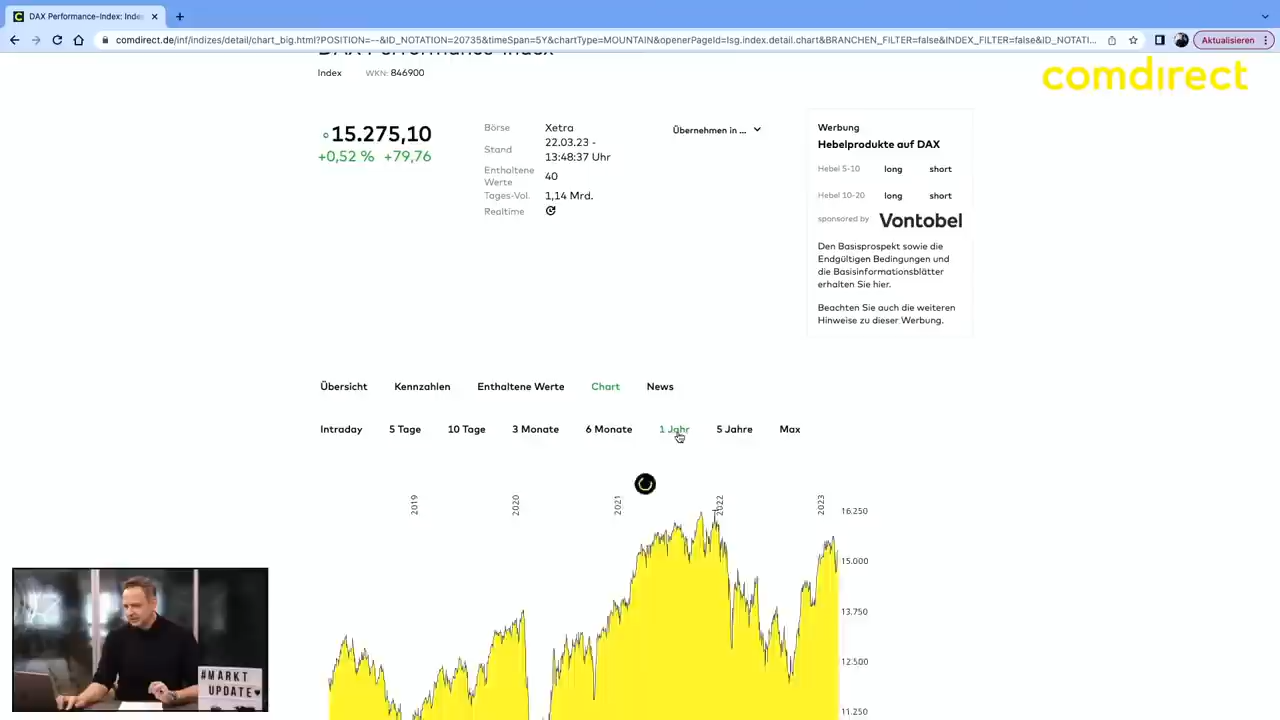 DAX Performance-Index: Inde
comdirect.de/inf/indizes/detail/chart_big.html?POSITION=--&ID_NOTATION=20735&timeSpan=5Y&chartType=MOUNTAIN&openerPageId=lsg.index.detail.chart&BRANCHEN_FILTER=false&INDEX_FILTER=false&ID_NOTATI...
Aktualisieren
DAX Performance-Index
comdirect
Index WKN: 846900
15.275,10
+0,52 % +79,76
Börse Xetra
Stand 22.03.23 -
13:48:37 Uhr
Enthaltene
Werte 40
Tages-Vol. 1,14 Mrd.
Realtime
Übernehmen in ...
Werbung
Hebelprodukte auf DAX
Hebel 5-10 long short
Hebel 10-20 long short
sponsored by Vontobel
Den Basisprospekt sowie die
Endgültigen Bedingungen und
die Basisinformationsblätter
erhalten Sie hier.
Beachten Sie auch die weiteren
Hinweise zu dieser Werbung.
Übersicht Kennzahlen Enthaltene Werte Chart News
Intraday 5 Tage 10 Tage 3 Monate 6 Monate 1 Jahr 5 Jahre Max
2019 2020 2021 2022 2023
16.250
15.000
13.750
12.500
11.250
#MARKT
UPDATE